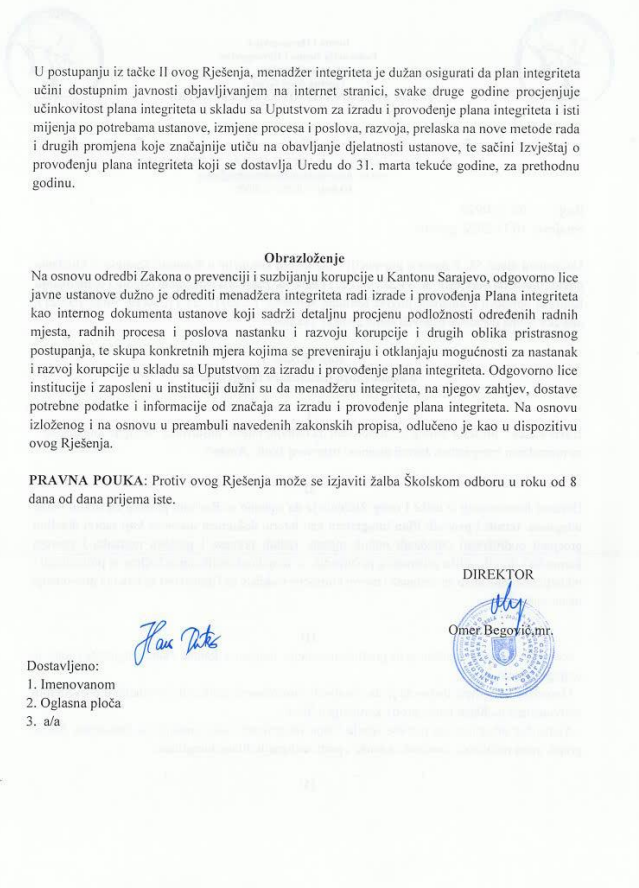 U postupanju iz tačke II ovog Rješenja, menadžer integriteta je dužan osigurati da plan integriteta
učini dostupnim javnosti objavljivanjem na internet stranici, svake druge godine procjenjuje
učinkovitost plana integriteta u skladu sa Uputstvom za izradu i provođenje plana integriteta i isti
mijenja po potrebama ustanove, izmjene procesa i poslova, razvoja, prelaska na nove metode rada
i drugih promjena koje značajnije utiču na obavljanje djelatnosti ustanove, te sačini Izvještaj o
provođenju plana integriteta koji se dostavlja Uredu do 31. marta tekuće godine, za prethodnu
godinu.
Obrazloženje
Na osnovu odredbi Zakona o prevenciji i suzbijanju korupcije u Kantonu Sarajevo, odgovorno lice
javne ustanove dužno je odrediti menadžera integriteta radi izrade i provođenja Plana integriteta
kao internog dokumenta ustanove koji sadrži detaljnu procjenu podložnosti određenih radnih
mjesta, radnih procesa i poslova nastanku i razvoju korupcije i drugih oblika pristrasnog
postupanja, te skupa konkretnih mjera kojima se preveniraju i otklanjaju mogućnosti za nastanak
i razvoj korupcije u skladu sa Uputstvom za izradu i provođenje plana integriteta. Odgovorno lice
institucije i zaposleni u instituciji dužni su da menadžeru integriteta, na njegov zahtjev, dostave
potrebne podatke i informacije od značaja za izradu i provođenje plana integriteta. Na osnovu
izloženog i na osnovu u preambuli navedenih zakonskih propisa, odlučeno je kao u dispozitivu
ovog Rješenja.
PRAVNA POUKA: Protiv ovog Rješenja može se izjaviti žalba Školskom odboru u roku od 8
dana od dana prijema iste.
DIREKTOR
Omer Begović,mr.
Dostavljeno:
1. Imenovanom
2. Oglasna ploča
3. a/a